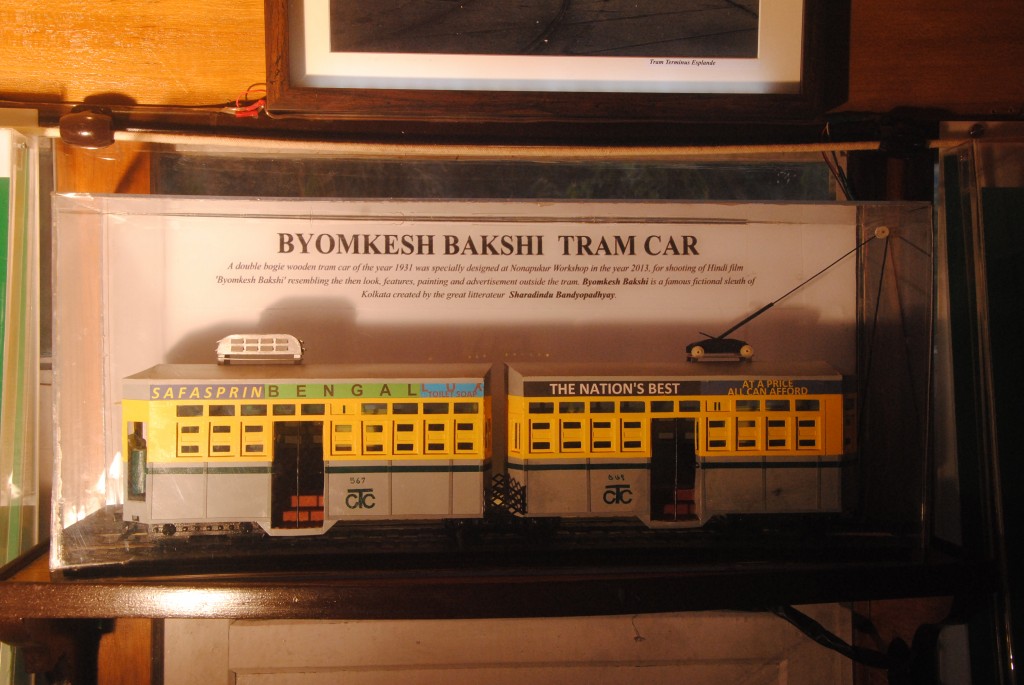 Tram Terminus Esplande
BYOMKESH BAKSHI TRAM CAR
A double bogie wooden tram car of the year 1931 was specially designed at Nonapukur Workshop in the year 2013, for shooting of Hindi film
'Byomkesh Bakshi' resembling the then look, features, painting and advertisement outside the tram. Byomkesh Bakshi is a famous fictional sleuth of
Kolkata created by the great litterateur Sharadindu Bandyopadhyay.
SAFASPRIN BENGAL LUX
TOILET SOAP
THE NATION'S BEST
AT A PRICE
ALL CAN AFFORD
567
CTC
CTC